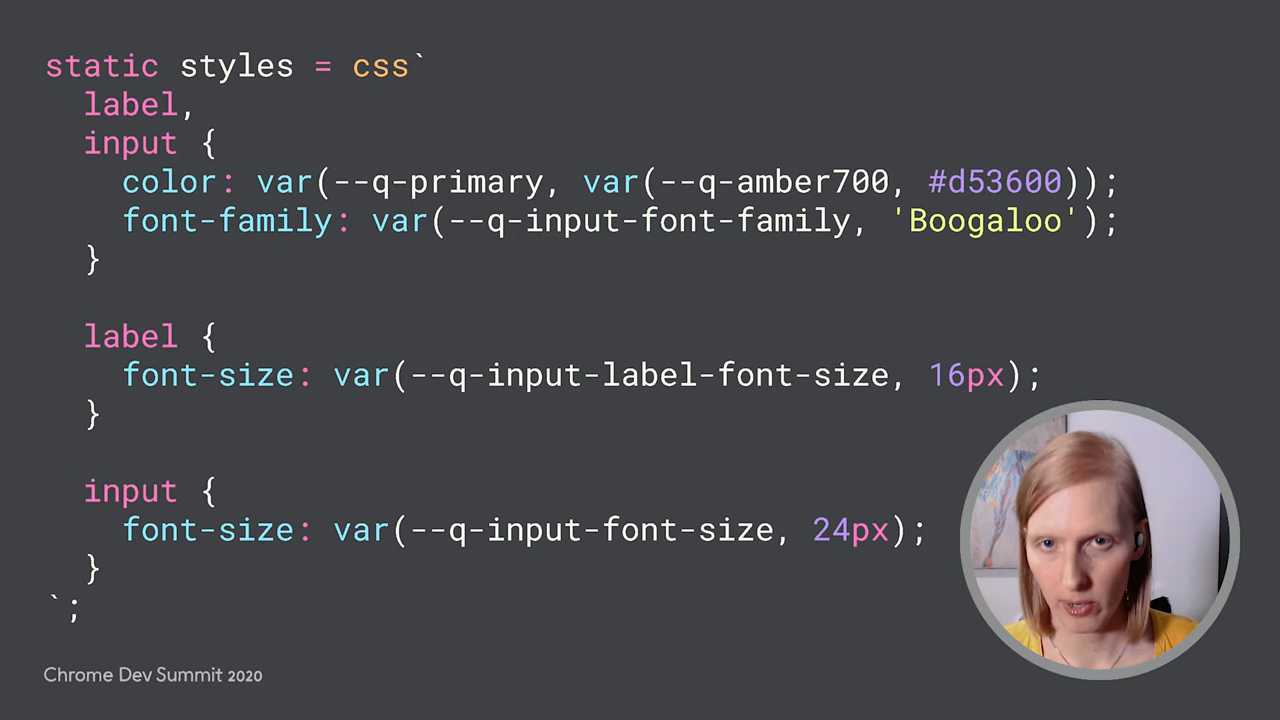 static styles = css`
label,
input {
color: var(--q-primary, var(--q-amber700, #d53600));
font-family: var(--q-input-font-family, 'Boogaloo');
}
label {
font-size: var(--q-input-label-font-size, 16px);
}
input {
font-size: var(--q-input-font-size, 24px);
}
`;
Chrome Dev Summit 2020